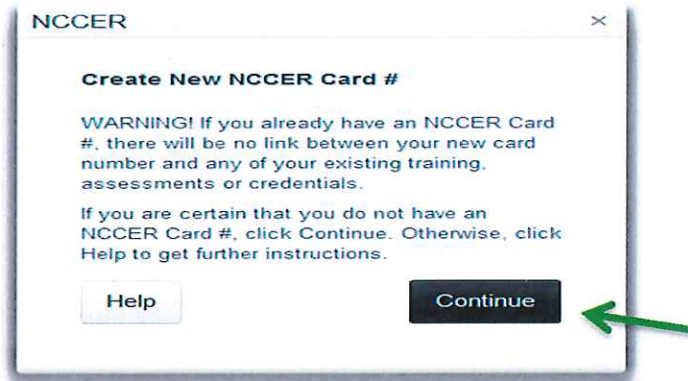 NCCER ×
Create New NCCER Card #
WARNING! If you already have an NCCER Card
#, there will be no link between your new card
number and any of your existing training,
assessments or credentials.
If you are certain that you do not have an
NCCER Card #, click Continue. Otherwise, click
Help to get further instructions.
Help Continue